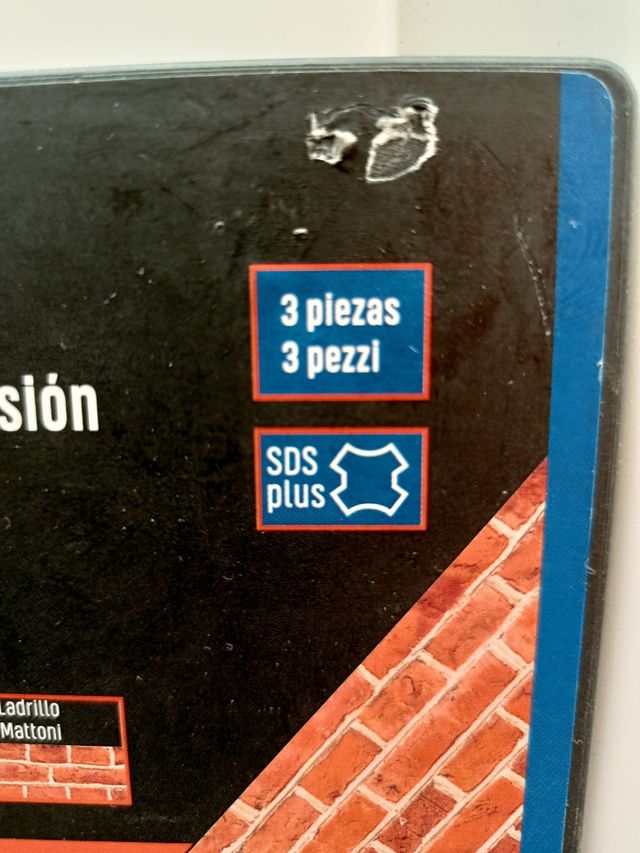 3 piezas
3 pezzi
sión
SDS
plus
Ladrillo
Mattoni